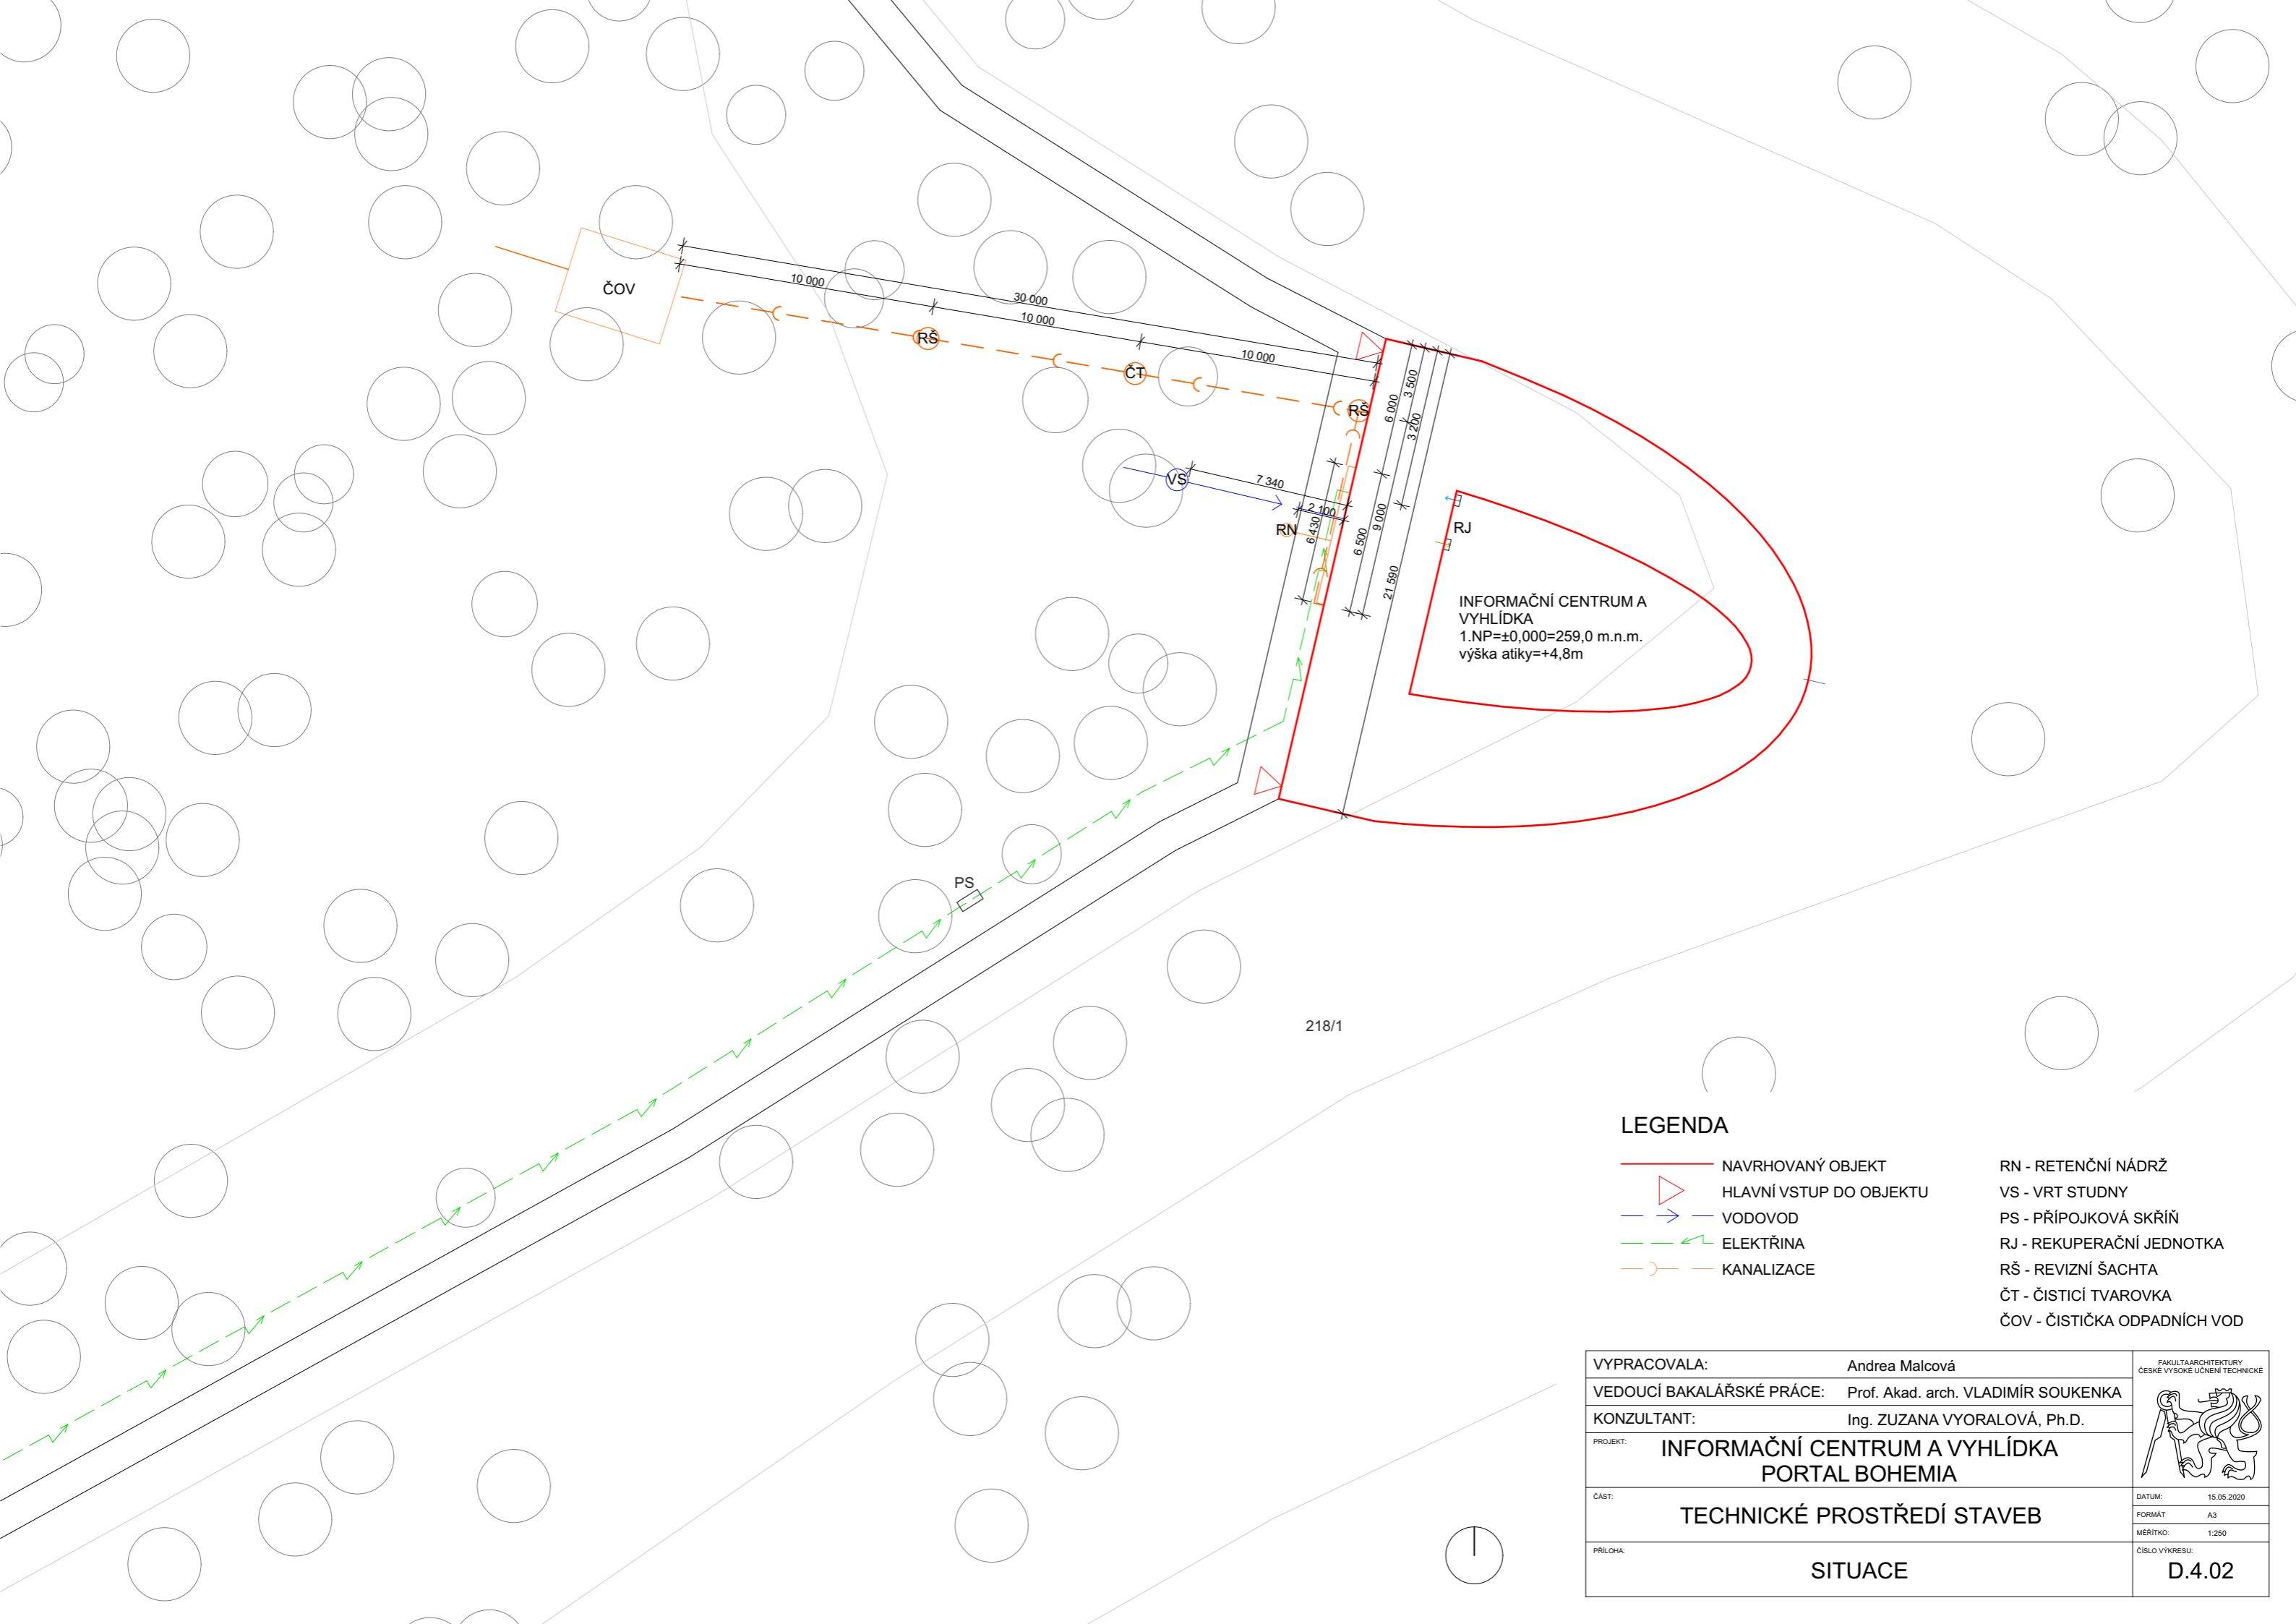 ČOV
10 000
30 000
10 000
10 000
RŠ
ČT
RŠ
3 500
6 000
3 200
VS
7 340
2 100
RN
6 430
9 000
6 500
21 590
RJ
INFORMAČNÍ CENTRUM A
VYHLÍDKA
1.NP=±0,000=259,0 m.n.m.
výška atiky=+4,8m
PS
218/1
LEGENDA
NAVRHOVANÝ OBJEKT
HLAVNÍ VSTUP DO OBJEKTU
VODOVOD
ELEKTŘINA
KANALIZACE
RN - RETENČNÍ NÁDRŽ
VS - VRT STUDNY
PS - PŘÍPOJKOVÁ SKŘÍŇ
RJ - REKUPERAČNÍ JEDNOTKA
RŠ - REVIZNÍ ŠACHTA
ČT - ČISTICÍ TVAROVKA
ČOV - ČISTIČKA ODPADNÍCH VOD
VYPRACOVALA: Andrea Malcová
VEDOUCÍ BAKALÁŘSKÉ PRÁCE: Prof. Akad. arch. VLADIMÍR SOUKENKA
KONZULTANT: Ing. ZUZANA VYORALOVÁ, Ph.D.
PROJEKT: INFORMAČNÍ CENTRUM A VYHLÍDKA
PORTAL BOHEMIA
ČÁST: TECHNICKÉ PROSTŘEDÍ STAVEB
PŘÍLOHA: SITUACE
FAKULTA ARCHITEKTURY
ČESKÉ VYSOKÉ UČNENÍ TECHNICKÉ
DATUM: 15.05.2020
FORMÁT A3
MĚŘÍTKO: 1:250
ČÍSLO VÝKRESU:
D.4.02